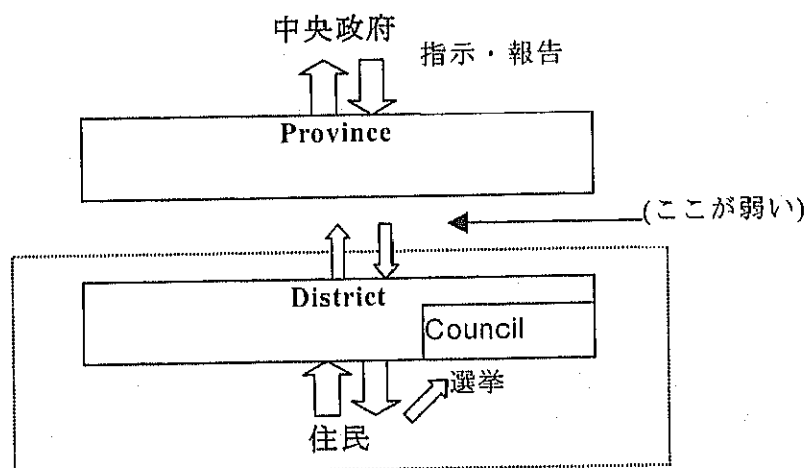 中央政府
指示・報告
Province
(ここが弱い)
District
Council
選挙
住民